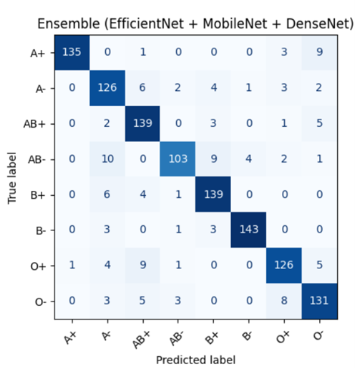 Ensemble (EfficientNet + MobileNet + DenseNet)
A+ 135 0 1 0 0 0 3 9
A- 0 126 6 2 4 1 3 2
AB+ 0 2 139 0 3 0 1 5
AB- 0 10 0 103 9 4 2 1
B+ 0 6 4 1 139 0 0 0
B- 0 3 0 1 3 143 0 0
O+ 1 4 9 1 0 0 126 5
O- 0 3 5 3 0 0 8 131
True label
A+ A- AB+ AB- B+ B- O+ O-
Predicted label